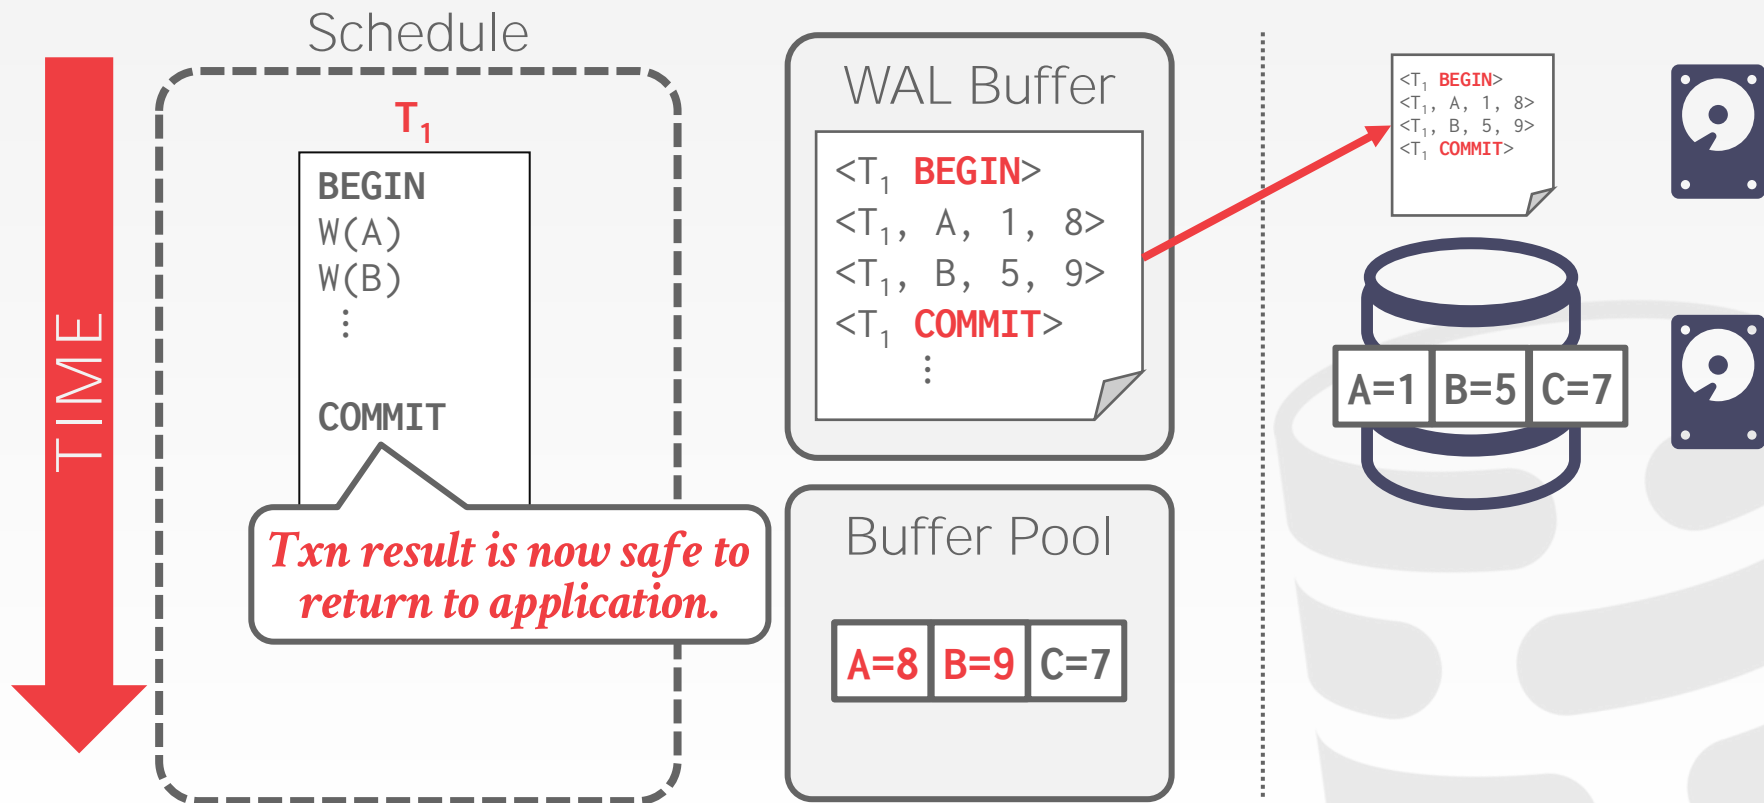 Schedule
TIME
T₁
BEGIN
W(A)
W(B)
⋮
COMMIT
Txn result is now safe to
return to application.
WAL Buffer
<T₁ BEGIN>
<T₁, A, 1, 8>
<T₁, B, 5, 9>
<T₁ COMMIT>
⋮
Buffer Pool
A=8 B=9 C=7
<T₁ BEGIN>
<T₁, A, 1, 8>
<T₁, B, 5, 9>
<T₁ COMMIT>
A=1 B=5 C=7